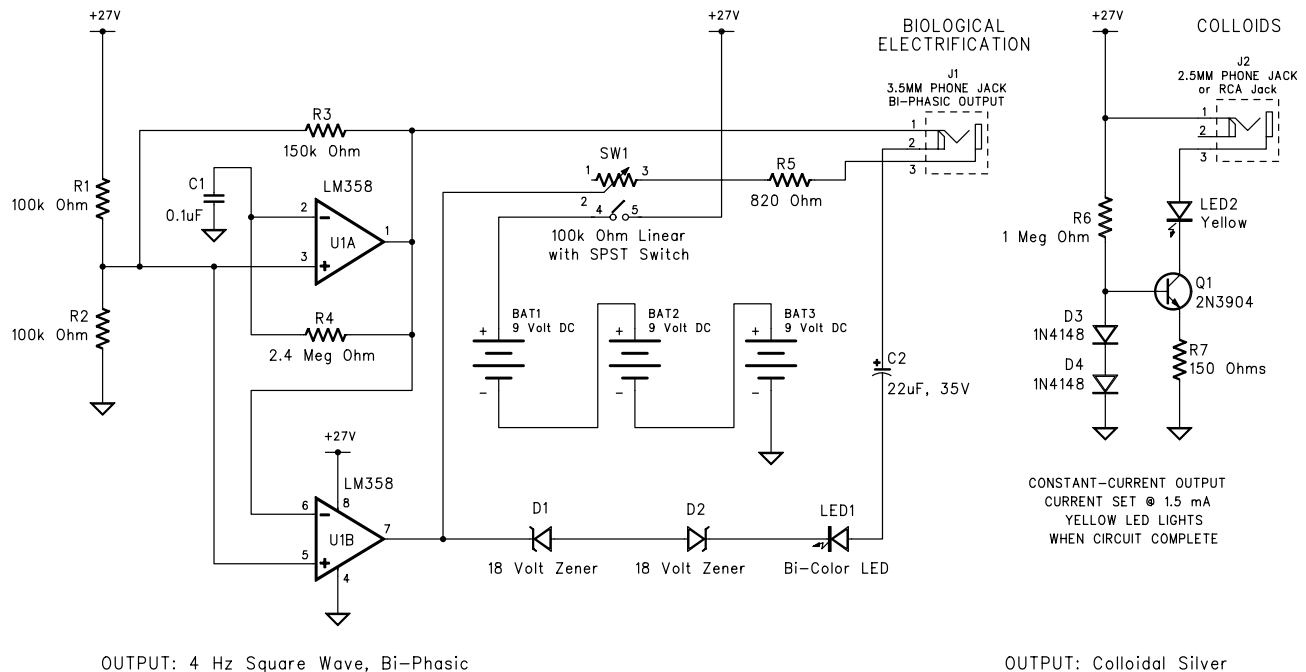 +27V
+27V
+27V
BIOLOGICAL
ELECTRIFICATION
COLLOIDS
J1
3.5MM PHONE JACK
BI-PHASIC OUTPUT
J2
2.5MM PHONE JACK
or RCA Jack
R3
150k Ohm
1
2
3
1
2
3
SW1
1
3
2
4
5
100k Ohm Linear
with SPST Switch
R5
820 Ohm
R1
100k Ohm
C1
0.1uF
LM358
2
3
1
U1A
R2
100k Ohm
R4
2.4 Meg Ohm
LED2
Yellow
R6
1 Meg Ohm
Q1
2N3904
BAT1
9 Volt DC
BAT2
9 Volt DC
BAT3
9 Volt DC
+
+
+
−
−
−
D3
1N4148
D4
1N4148
R7
150 Ohms
+
C2
22uF, 35V
+27V
LM358
6
5
8
4
7
U1B
D1
18 Volt Zener
D2
18 Volt Zener
LED1
Bi-Color LED
CONSTANT-CURRENT OUTPUT
CURRENT SET @ 1.5 mA
YELLOW LED LIGHTS
WHEN CIRCUIT COMPLETE
OUTPUT: 4 Hz Square Wave, Bi-Phasic
OUTPUT: Colloidal Silver